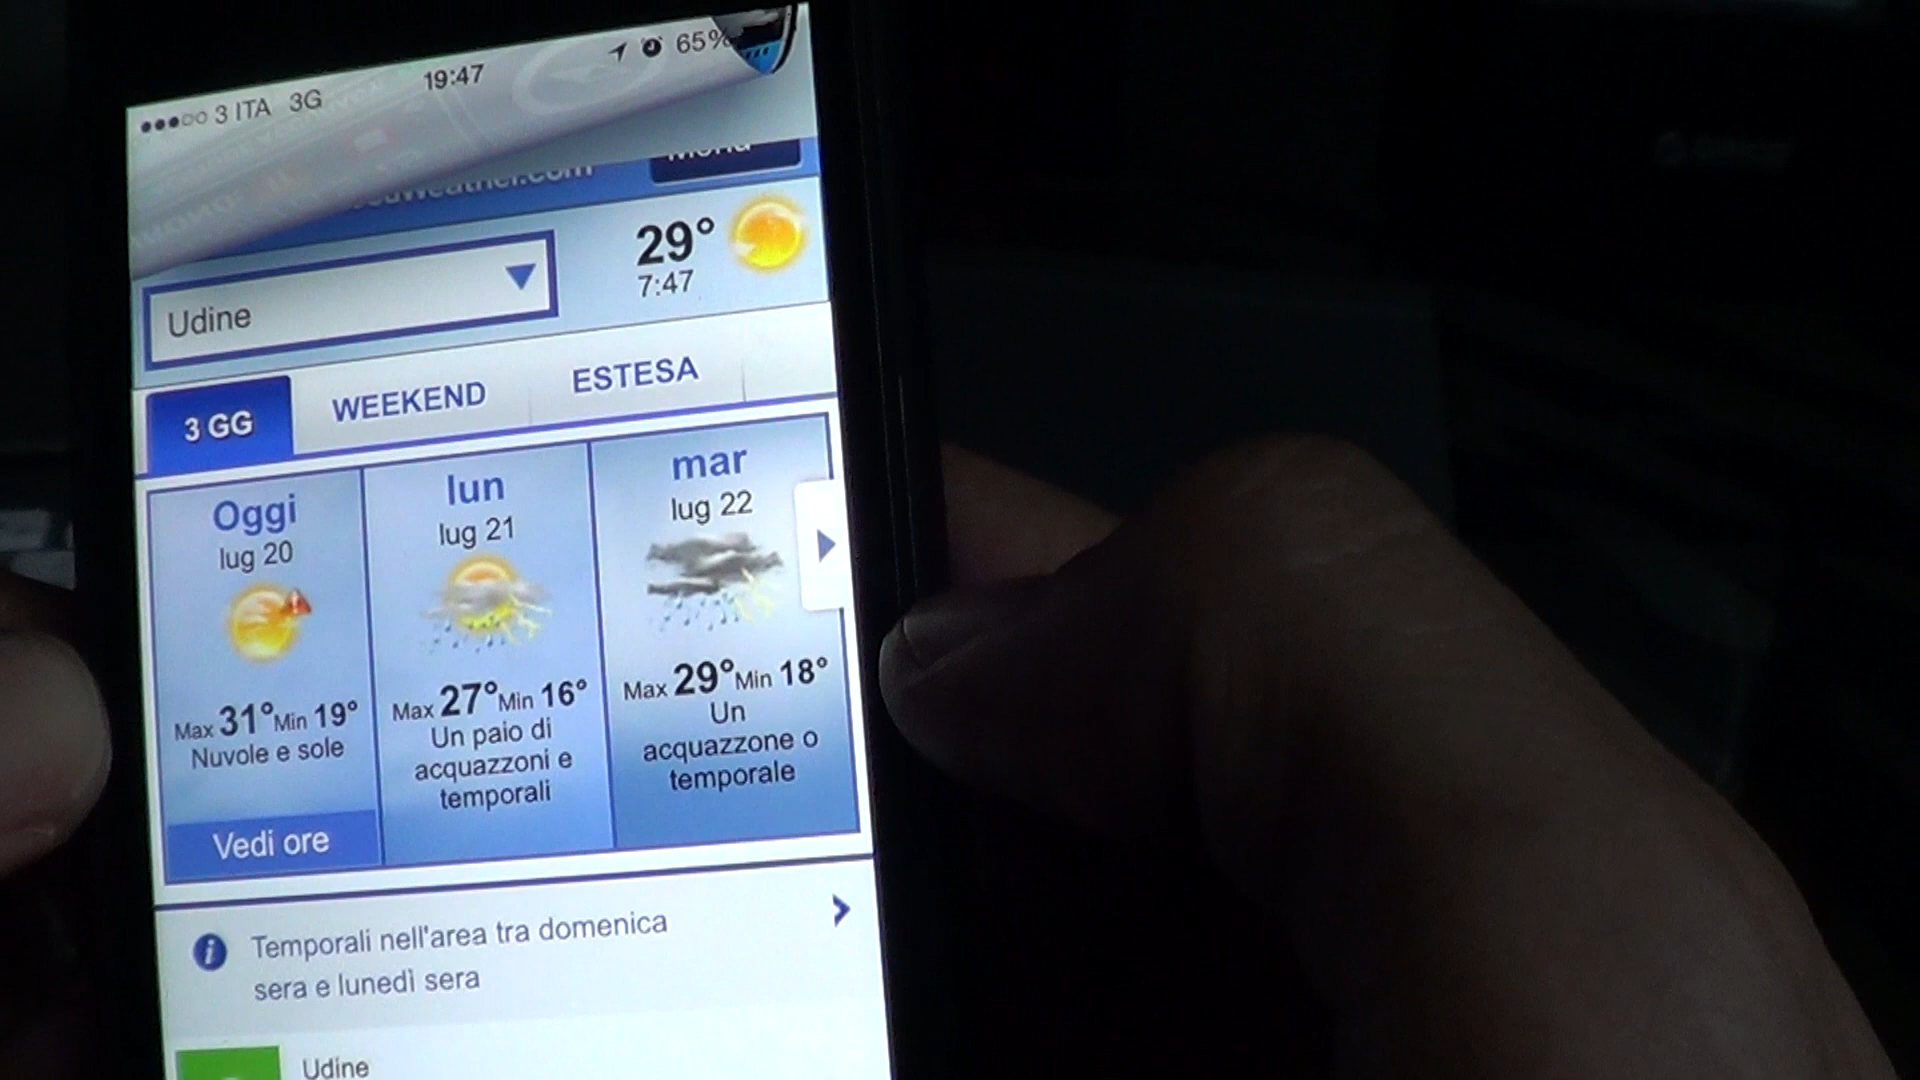 3 ITA 3G 19:47 65%
Udine
29°
7:47
3 GG WEEKEND ESTESA
Oggi
lug 20
Max 31° Min 19°
Nuvole e sole
Vedi ore
lun
lug 21
Max 27° Min 16°
Un paio di
acquazzoni e
temporali
mar
lug 22
Max 29° Min 18°
Un
acquazzone o
temporale
i
Temporali nell'area tra domenica
sera e lunedì sera
Udine